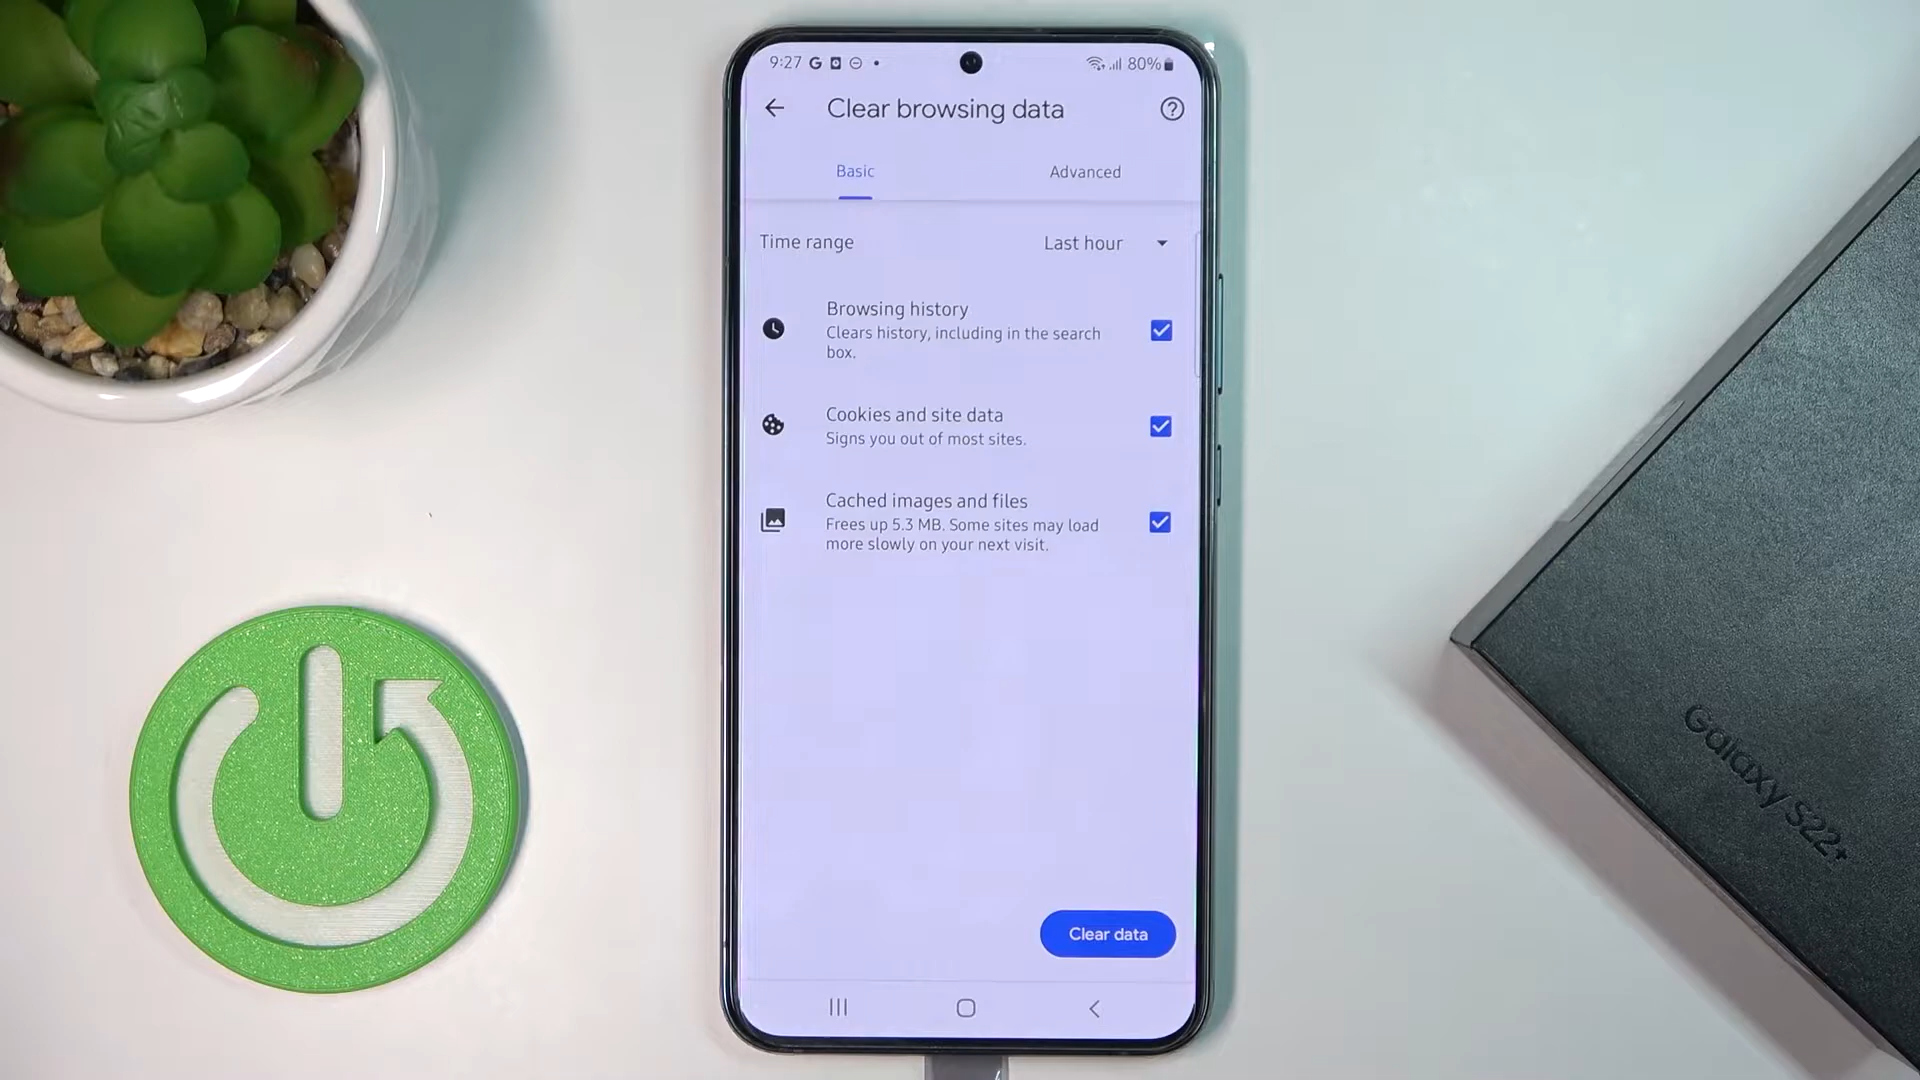 9:27
80%
Clear browsing data
Basic
Advanced
Time range
Last hour
Browsing history
Clears history, including in the search
box.
Cookies and site data
Signs you out of most sites.
Cached images and files
Frees up 5.3 MB. Some sites may load
more slowly on your next visit.
Clear data
Galaxy S22+